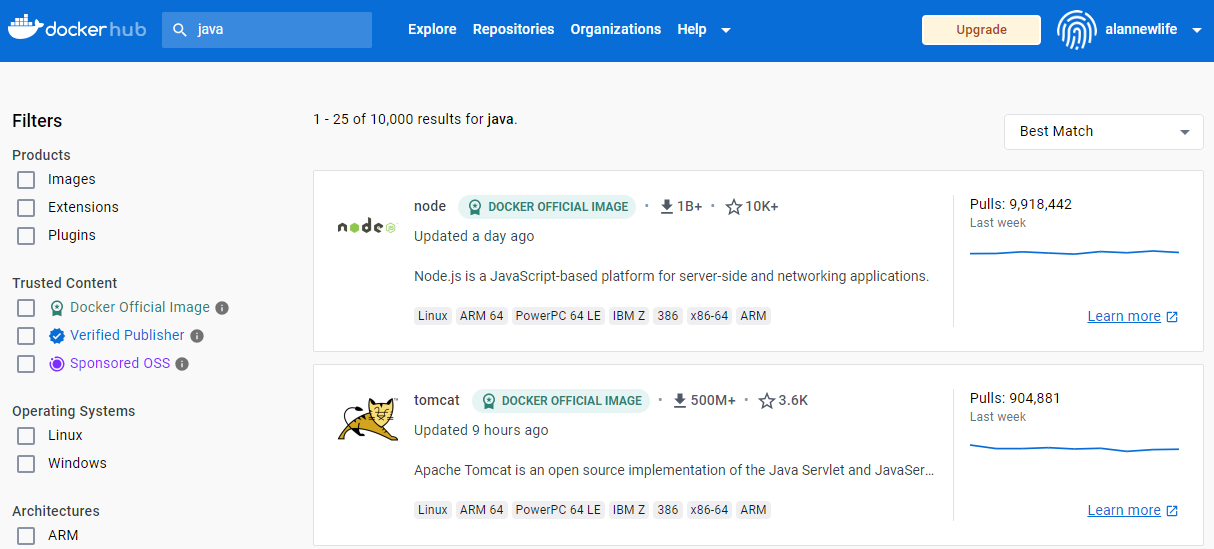 dockerhub java Explore Repositories Organizations Help Upgrade alannewlife
Filters
Products
Images
Extensions
Plugins
Trusted Content
Docker Official Image
Verified Publisher
Sponsored OSS
Operating Systems
Linux
Windows
Architectures
ARM
1 - 25 of 10,000 results for java.
Best Match
node
node DOCKER OFFICIAL IMAGE • 1B+ • 10K+
Updated a day ago
Node.js is a JavaScript-based platform for server-side and networking applications.
Linux ARM 64 PowerPC 64 LE IBM Z 386 x86-64 ARM
Pulls: 9,918,442
Last week
Learn more
tomcat DOCKER OFFICIAL IMAGE • 500M+ • 3.6K
Updated 9 hours ago
Apache Tomcat is an open source implementation of the Java Servlet and JavaSer...
Linux ARM 64 PowerPC 64 LE IBM Z 386 x86-64 ARM
Pulls: 904,881
Last week
Learn more